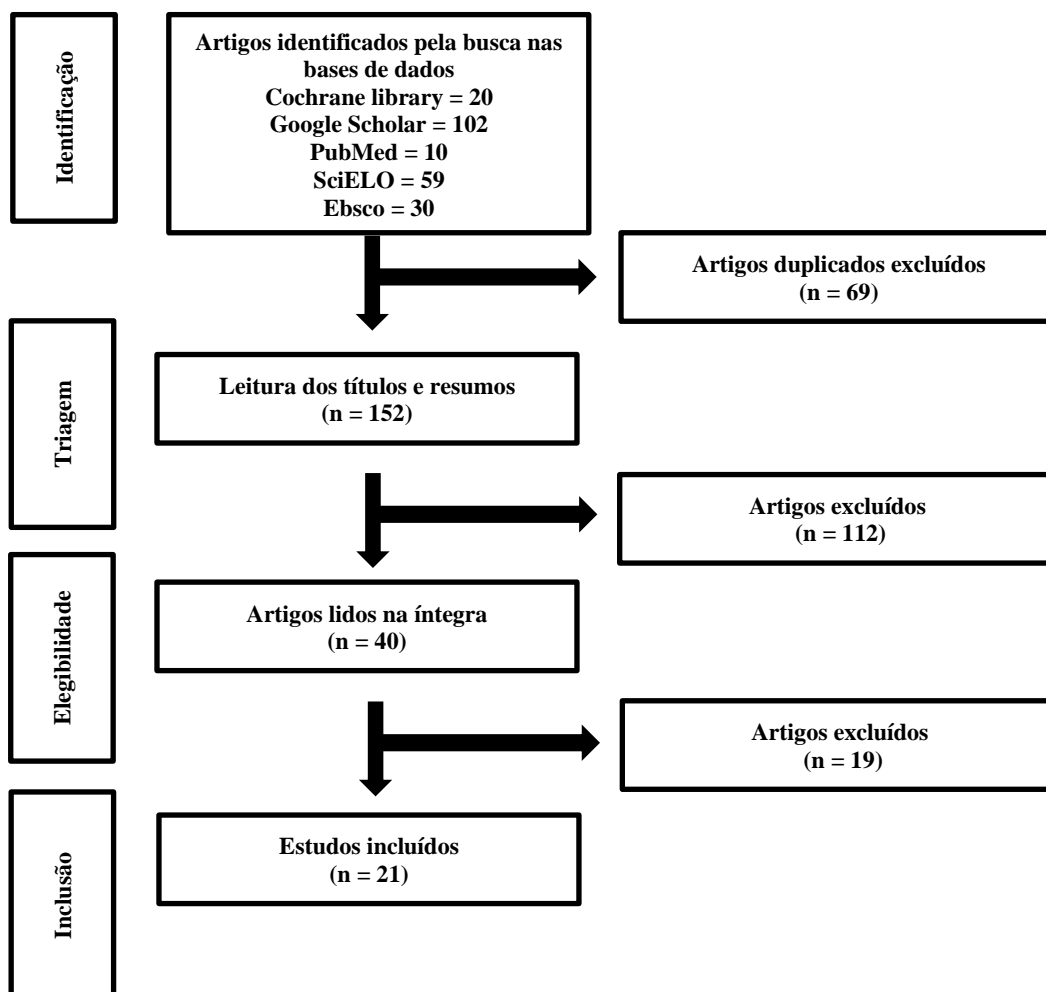 Identificação
Artigos identificados pela busca nas
bases de dados
Cochrane library = 20
Google Scholar = 102
PubMed = 10
SciELO = 59
Ebsco = 30
Artigos duplicados excluídos
(n = 69)
Triagem
Leitura dos títulos e resumos
(n = 152)
Artigos excluídos
(n = 112)
Elegibilidade
Artigos lidos na íntegra
(n = 40)
Artigos excluídos
(n = 19)
Inclusão
Estudos incluídos
(n = 21)